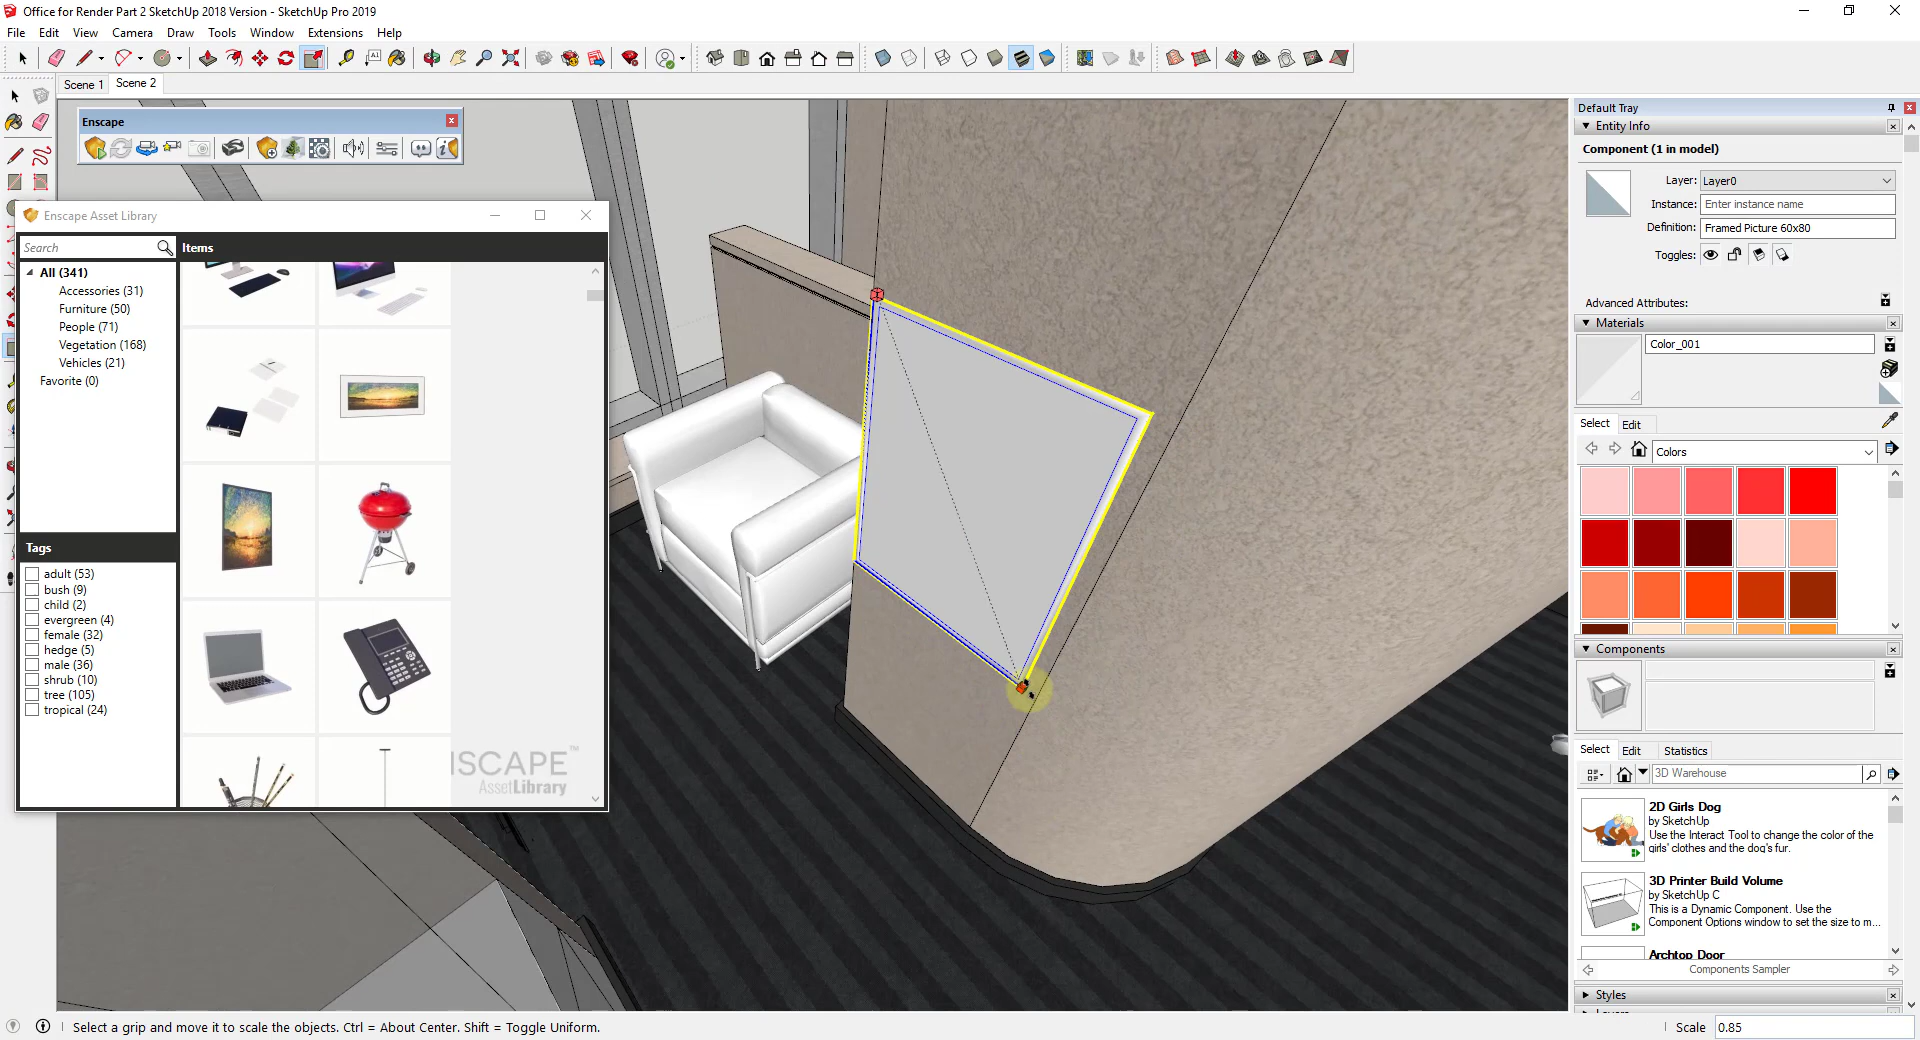 Office for Render Part 2 SketchUp 2018 Version - SketchUp Pro 2019
File Edit View Camera Draw Tools Window Extensions Help
Scene 1 Scene 2
Enscape
Enscape Asset Library
Search
Items
All (341)
Accessories (31)
Furniture (50)
People (71)
Vegetation (168)
Vehicles (21)
Favorite (0)
Tags
adult (53)
bush (9)
child (2)
evergreen (4)
female (32)
hedge (5)
male (36)
shrub (10)
tree (105)
tropical (24)
NSCAPE™
AssetLibrary
Default Tray
Entity Info
Component (1 in model)
Layer: Layer0
Instance: Enter instance name
Definition: Framed Picture 60x80
Toggles:
Advanced Attributes:
Materials
Color_001
Select Edit
Colors
Components
Select Edit Statistics
3D Warehouse
2D Girls Dog
by SketchUp
Use the Interact Tool to change the color of the
girls' clothes and the dog's fur.
3D Printer Build Volume
by SketchUp C
This is a Dynamic Component. Use the
Component Options window to set the size to m...
Archtop Door
Components Sampler
Styles
Layers
Select a grip and move it to scale the objects. Ctrl = About Center. Shift = Toggle Uniform.
Scale 0.85